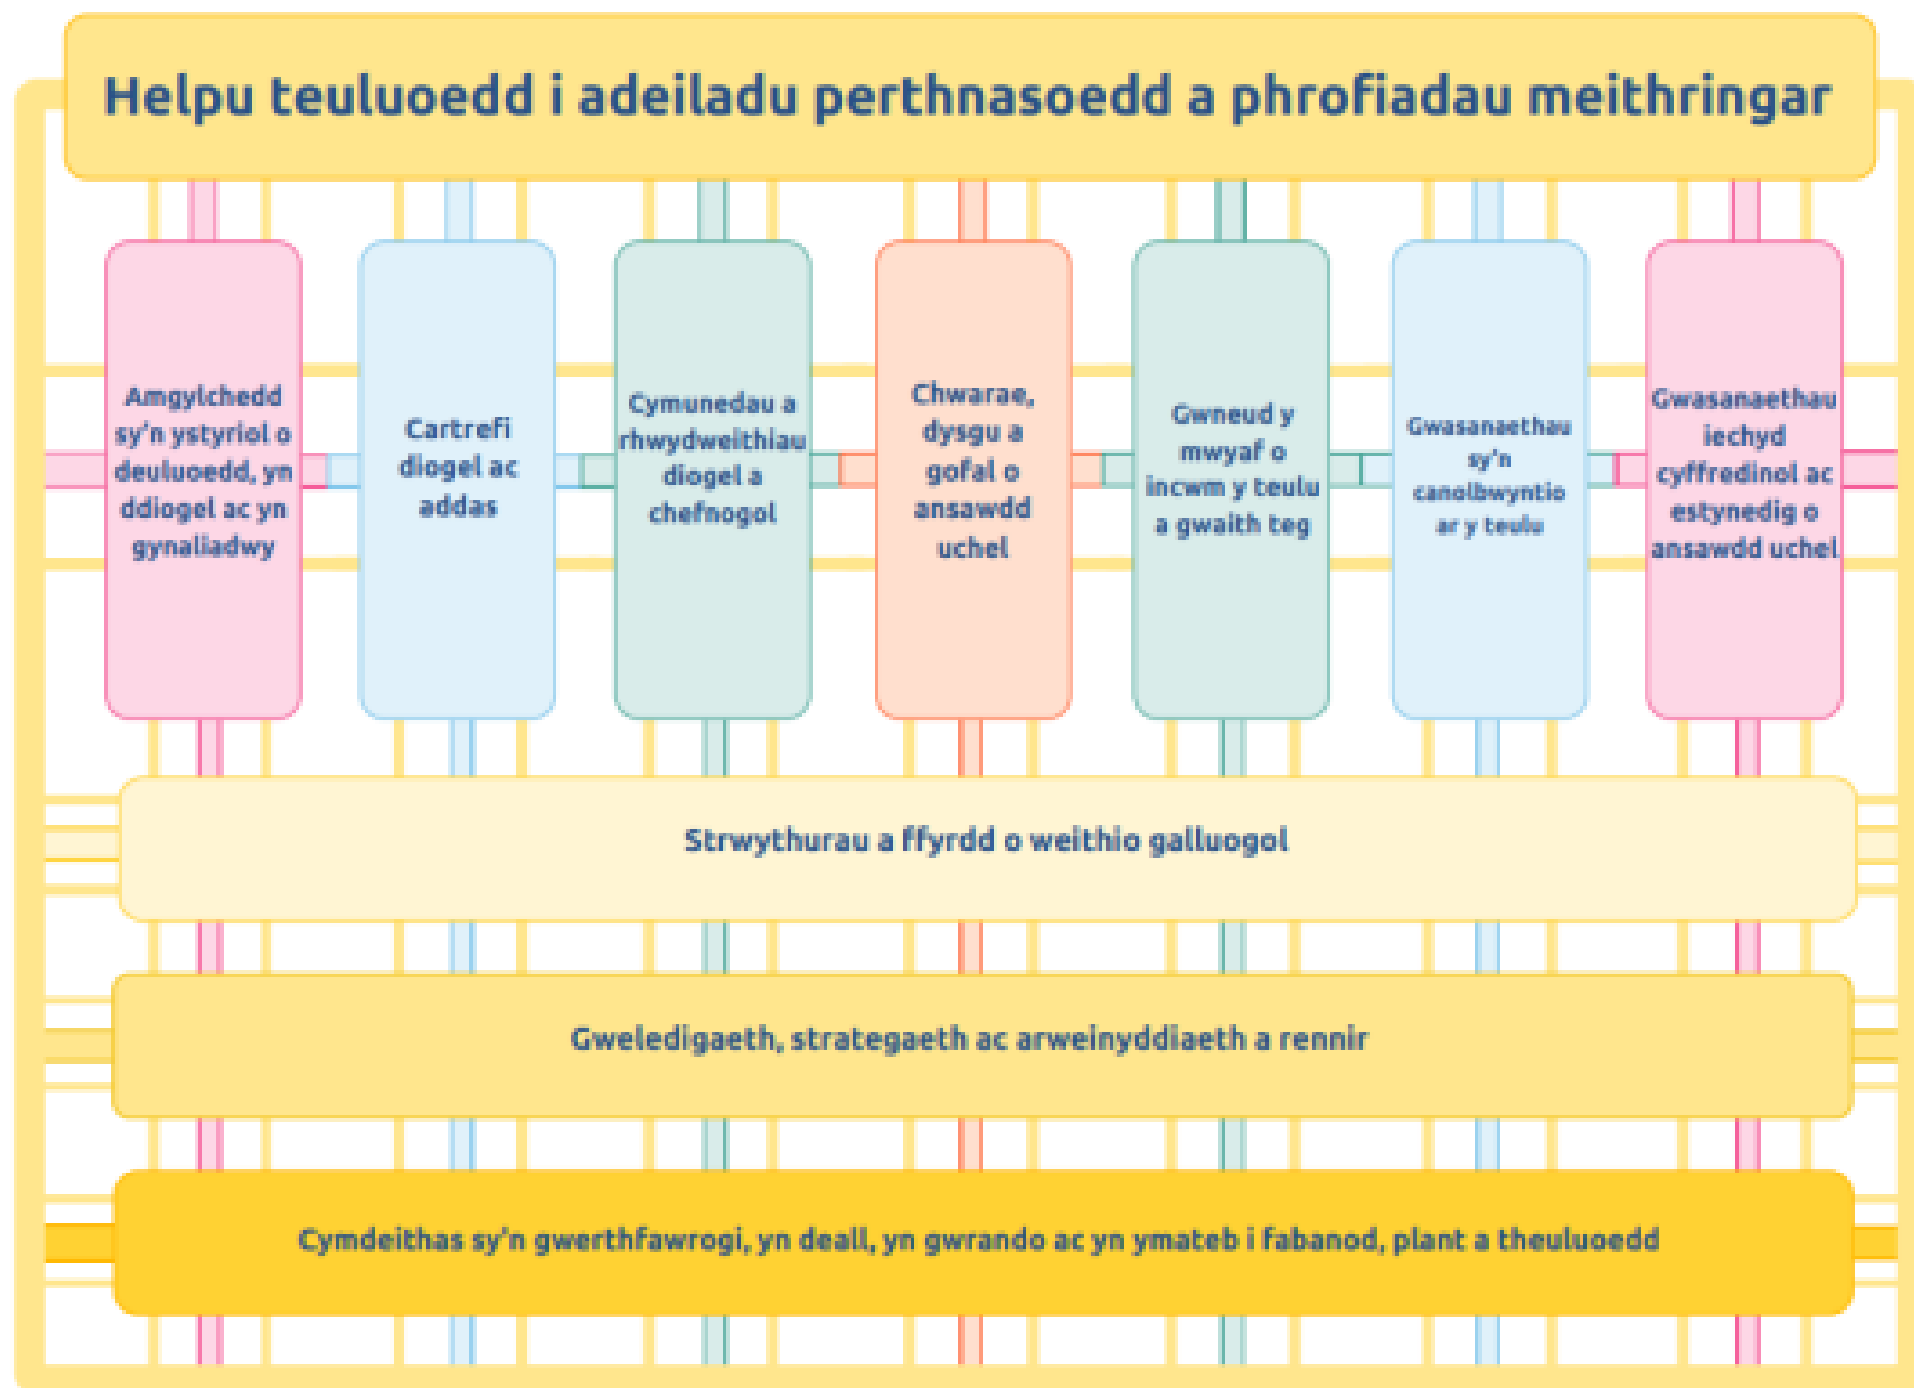 Helpu teuluoedd i adeiladu perthnasoedd a phrofiadau meithringar
Amgylchedd
sy'n ystyriol o
deuluoedd, yn
ddiogel ac yn
gynaliadwy
Cartrefi
diogel ac
addas
Cymunedau a
rhwydweithiau
diogel a
chefnogol
Chwarae,
dysgu a
gofal o
ansawdd
uchel
Gwneud y
mwyaf o
incwm y teulu
a gwaith teg
Gwasanaethau
sy'n
canolbwyntio
ar y teulu
Gwasanaethau
iechyd
cyffredinol ac
estynedig o
ansawdd uchel
Strwythurau a ffyrdd o weithio galluogol
Gweledigaeth, strategaeth ac arweinyddiaeth a rennir
Cymdeithas sy'n gwerthfawrogi, yn deall, yn gwrando ac yn ymateb i fabanod, plant a theuluoedd